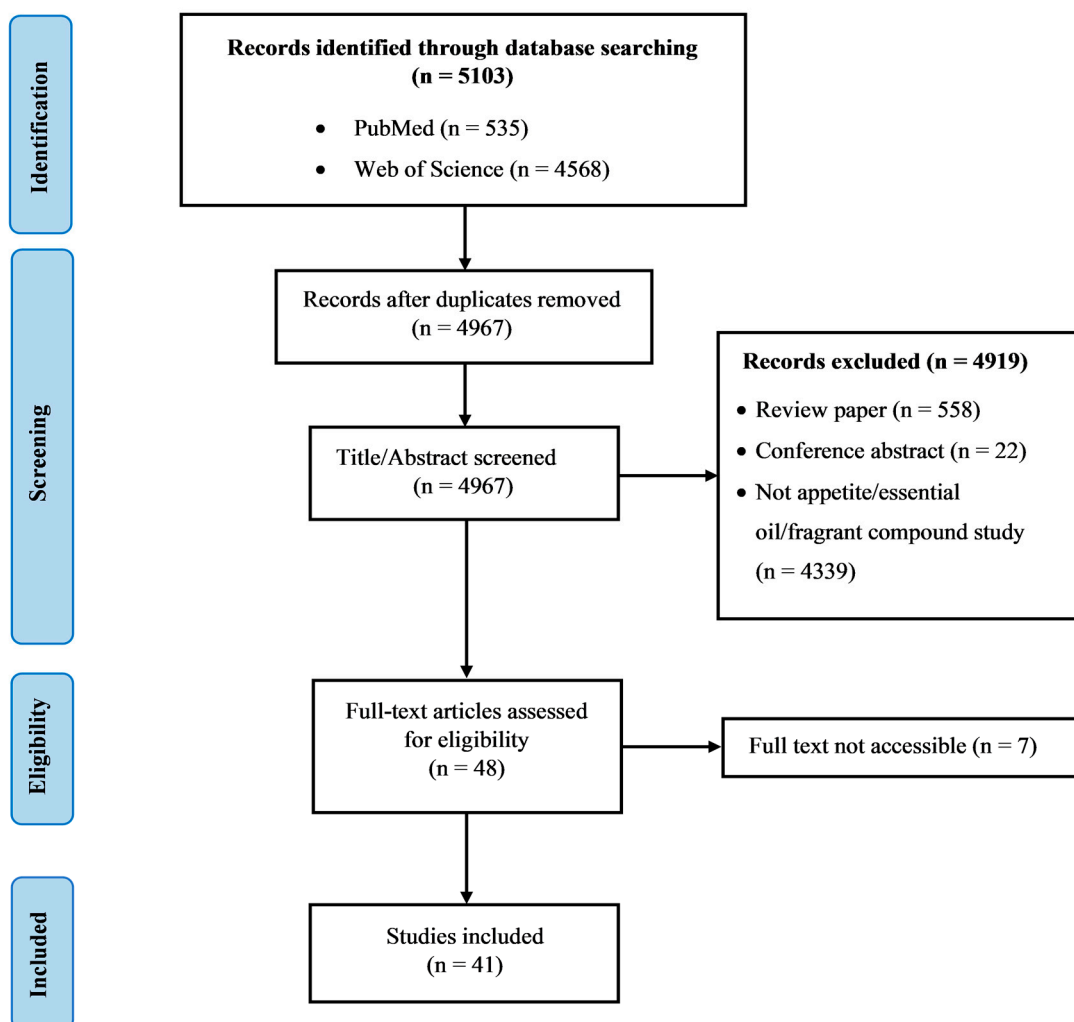 Identification
Records identified through database searching
(n = 5103)
• PubMed (n = 535)
• Web of Science (n = 4568)
Screening
Records after duplicates removed
(n = 4967)
Title/Abstract screened
(n = 4967)
Records excluded (n = 4919)
• Review paper (n = 558)
• Conference abstract (n = 22)
• Not appetite/essential
oil/fragrant compound study
(n = 4339)
Eligibility
Full-text articles assessed
for eligibility
(n = 48)
Full text not accessible (n = 7)
Included
Studies included
(n = 41)